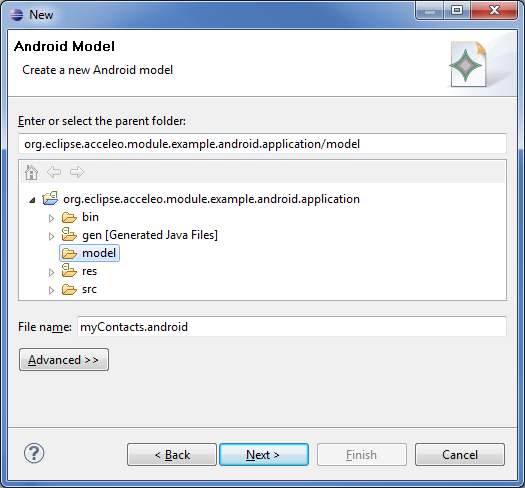 New
Android Model
Create a new Android model
Enter or select the parent folder:
org.eclipse.acceleo.module.example.android.application/model
org.eclipse.acceleo.module.example.android.application
bin
gen [Generated Java Files]
model
res
src
File name: myContacts.android
Advanced >>
? < Back Next > Finish Cancel